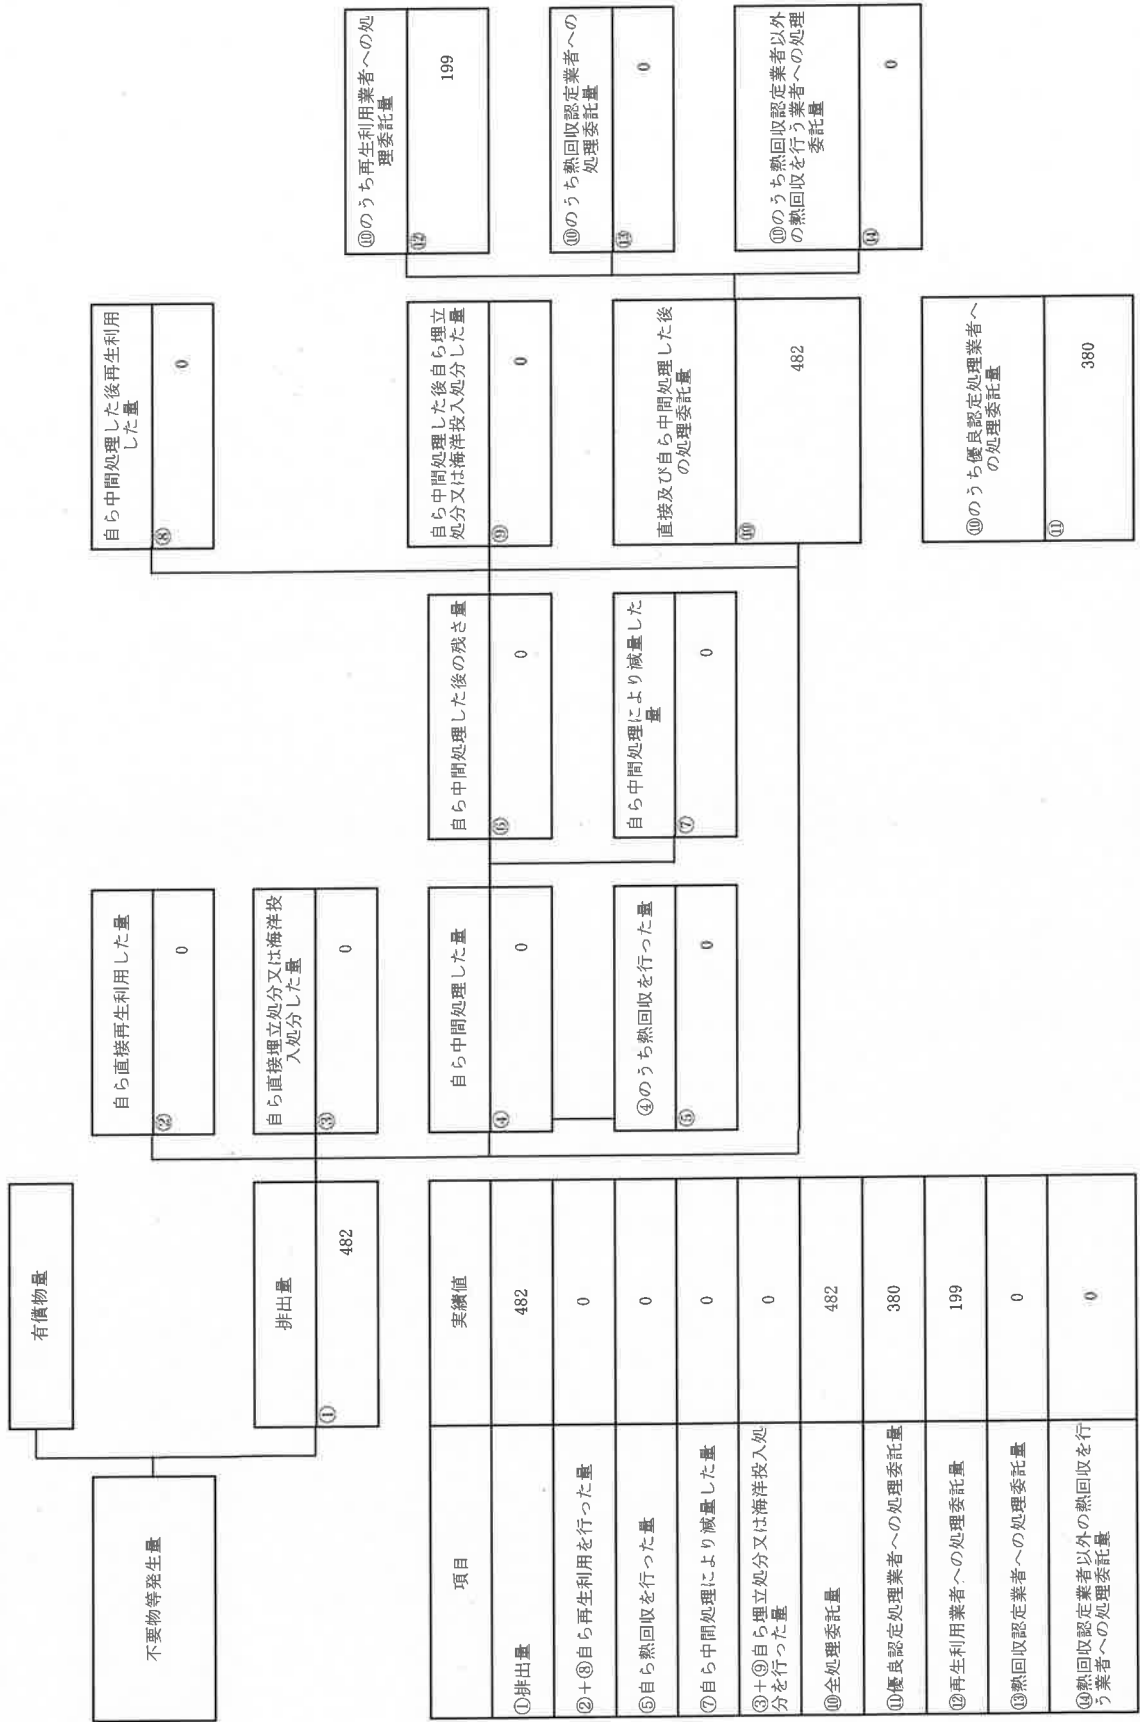 不要物等発生量
有償物量
排出量
①
482
自ら直接再生利用した量
②
0
自ら直接埋立処分又は海洋投
入処分した量
③
0
自ら中間処理した量
④
0
④のうち熱回収を行った量
⑤
0
自ら中間処理した後の残さ量
⑥
0
自ら中間処理により減量した
量
⑦
0
自ら中間処理した後再生利用
した量
⑧
0
自ら中間処理した後自ら埋立
処分又は海洋投入処分した量
⑨
0
直接及び自ら中間処理した後
の処理委託量
⑩
482
⑩のうち優良認定処理業者へ
の処理委託量
⑪
380
⑩のうち再生利用業者への処
理委託量
⑫
199
⑩のうち熱回収認定業者への
処理委託量
⑬
0
⑩のうち熱回収認定業者以外
の熱回収を行う業者への処理
委託量
⑭
0
項目 実績値
①排出量 482
②+⑧自ら再生利用を行った量 0
⑤自ら熱回収を行った量 0
⑦自ら中間処理により減量した量 0
③+⑨自ら埋立処分又は海洋投入処
分を行った量 0
⑩全処理委託量 482
⑪優良認定処理業者への処理委託量 380
⑫再生利用業者への処理委託量 199
⑬熱回収認定業者への処理委託量 0
⑭熱回収認定業者以外の熱回収を行
う業者への処理委託量 0